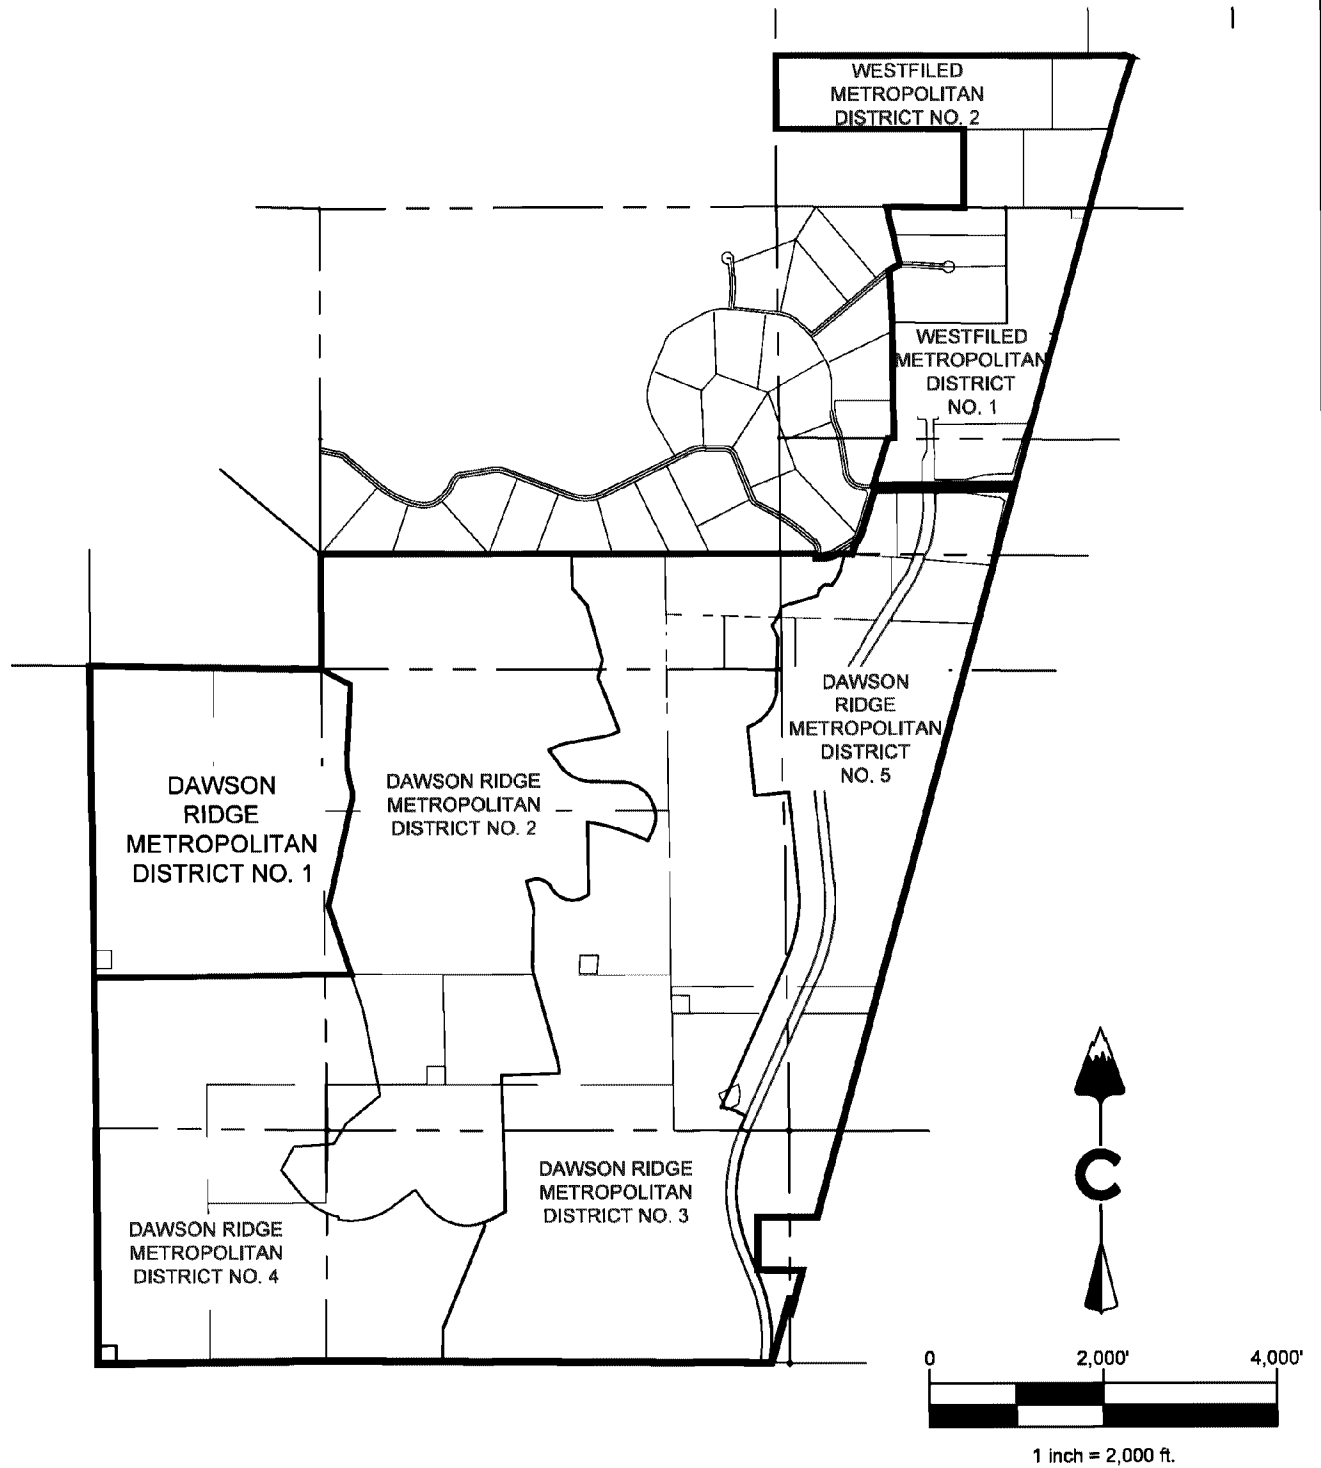 WESTFILED
METROPOLITAN
DISTRICT NO. 2
WESTFILED
METROPOLITAN
DISTRICT
NO. 1
DAWSON
RIDGE
METROPOLITAN
DISTRICT
NO. 5
DAWSON
RIDGE
METROPOLITAN
DISTRICT NO. 1
DAWSON RIDGE
METROPOLITAN
DISTRICT NO. 2
DAWSON RIDGE
METROPOLITAN
DISTRICT NO. 3
DAWSON RIDGE
METROPOLITAN
DISTRICT NO. 4
C
0 2,000' 4,000'
1 inch = 2,000 ft.